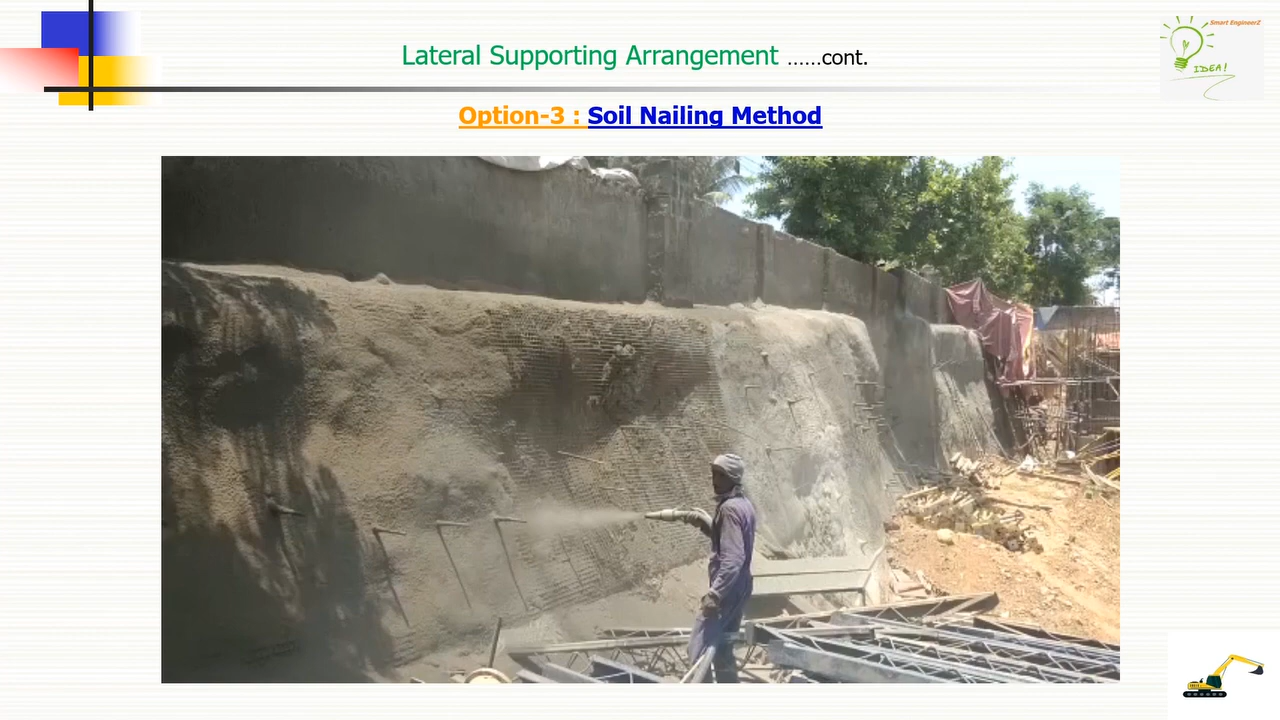 Lateral Supporting Arrangement ......cont.
Smart EngineerZ
IDEA!
Option-3 : Soil Nailing Method